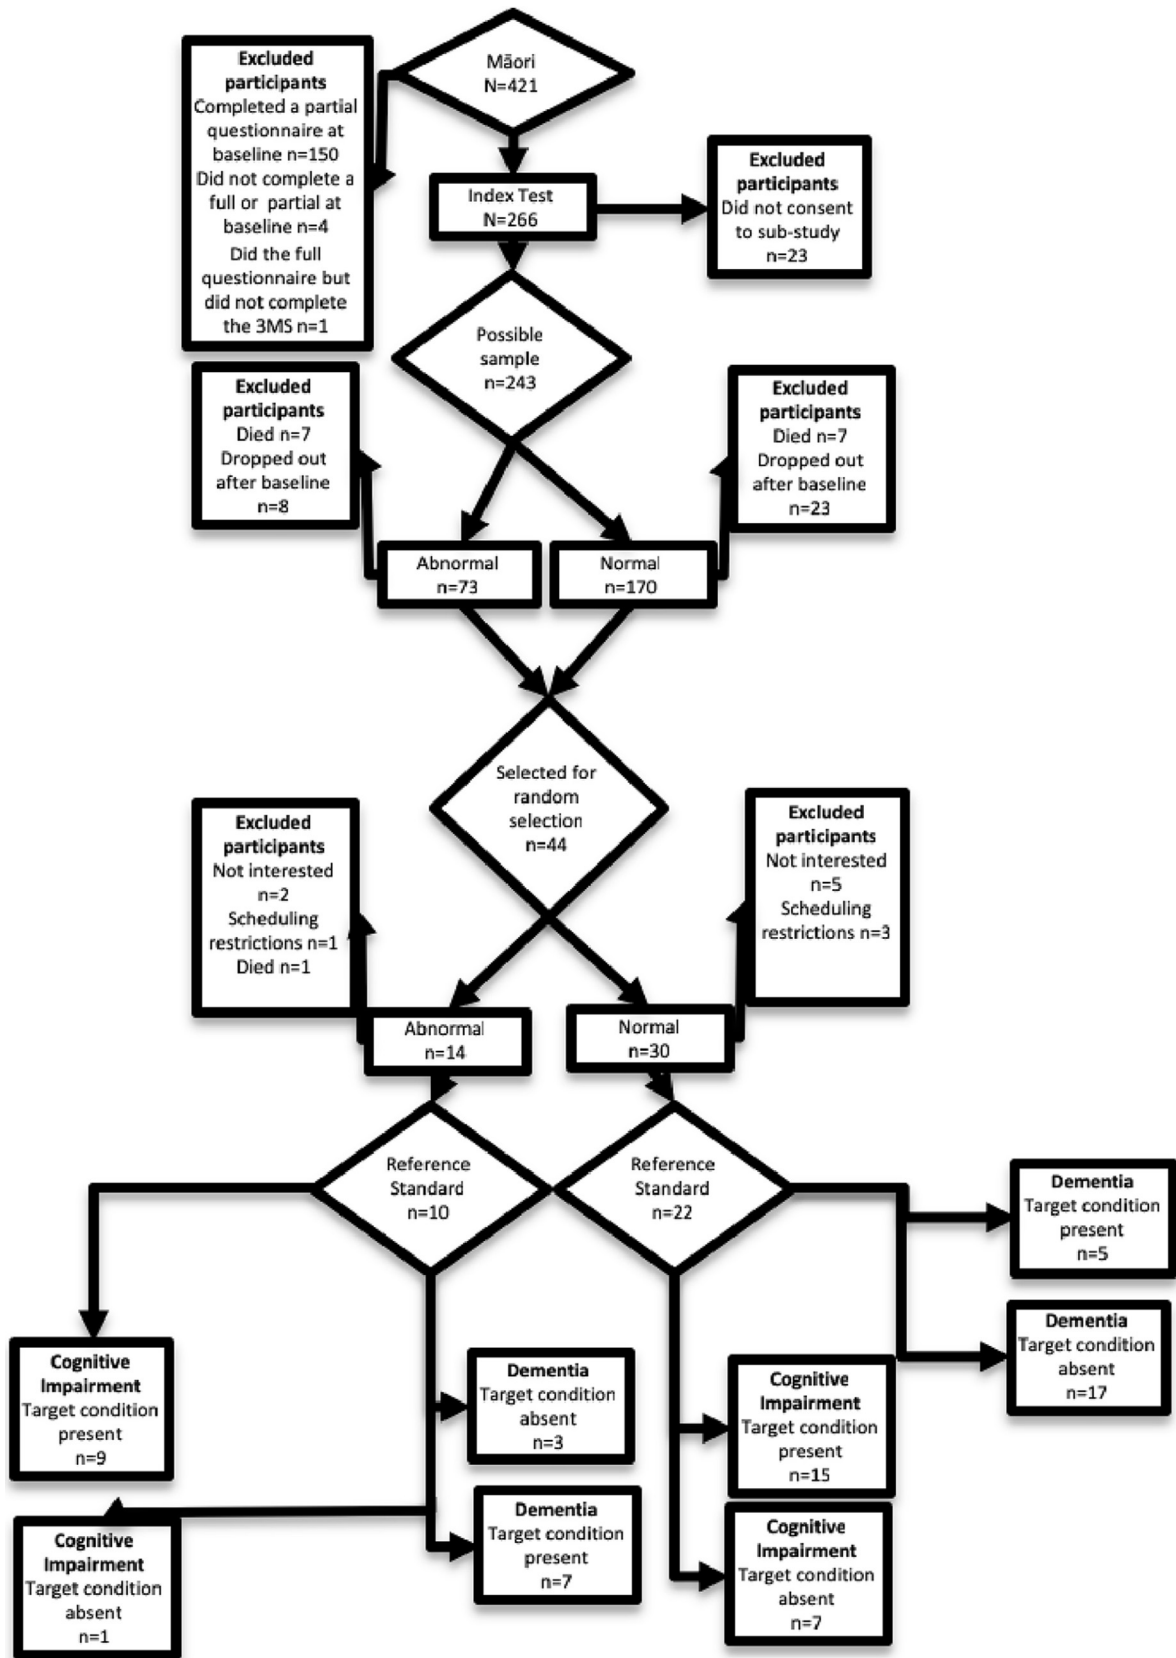 Māori
N=421
Excluded
participants
Completed a partial
questionnaire at
baseline n=150
Did not complete a
full or partial at
baseline n=4
Did the full
questionnaire but
did not complete
the 3MS n=1
Index Test
N=266
Excluded
participants
Did not consent
to sub-study
n=23
Possible
sample
n=243
Excluded
participants
Died n=7
Dropped out
after baseline
n=8
Excluded
participants
Died n=7
Dropped out
after baseline
n=23
Abnormal
n=73
Normal
n=170
Selected for
random
selection
n=44
Excluded
participants
Not interested
n=2
Scheduling
restrictions n=1
Died n=1
Excluded
participants
Not interested
n=5
Scheduling
restrictions n=3
Abnormal
n=14
Normal
n=30
Reference
Standard
n=10
Reference
Standard
n=22
Dementia
Target condition
present
n=5
Dementia
Target condition
absent
n=17
Cognitive
Impairment
Target condition
present
n=9
Dementia
Target condition
absent
n=3
Cognitive
Impairment
Target condition
present
n=15
Cognitive
Impairment
Target condition
absent
n=1
Dementia
Target condition
present
n=7
Cognitive
Impairment
Target condition
absent
n=7